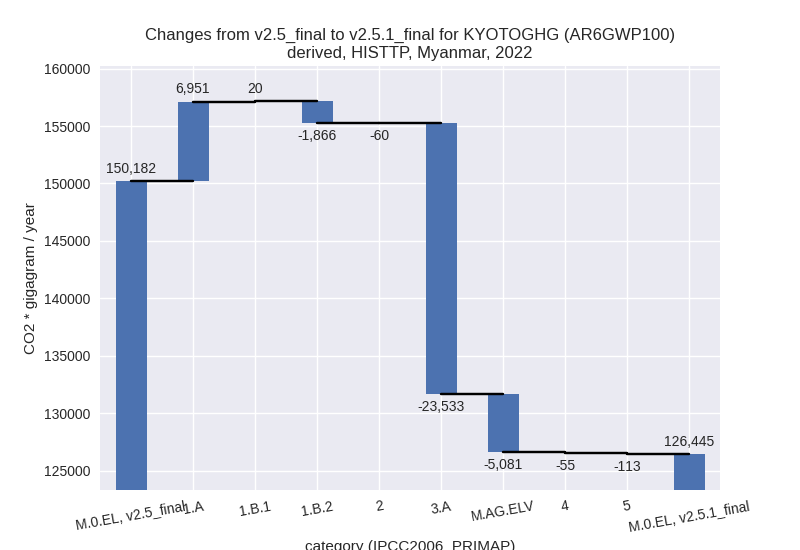 Changes from v2.5_final to v2.5.1_final for KYOTOGHG (AR6GWP100)
derived, HISTTP, Myanmar, 2022
CO2 * gigagram / year
160000
155000
150000
145000
140000
135000
130000
125000
150,182
6,951
20
-1,866
-60
-23,533
-5,081
-55
-113
126,445
M.0.EL, v2.5_final
1.A
1.B.1
1.B.2
2
3.A
M.AG.ELV
4
5
M.0.EL, v2.5.1_final
category (IPCC2006_PRIMAP)